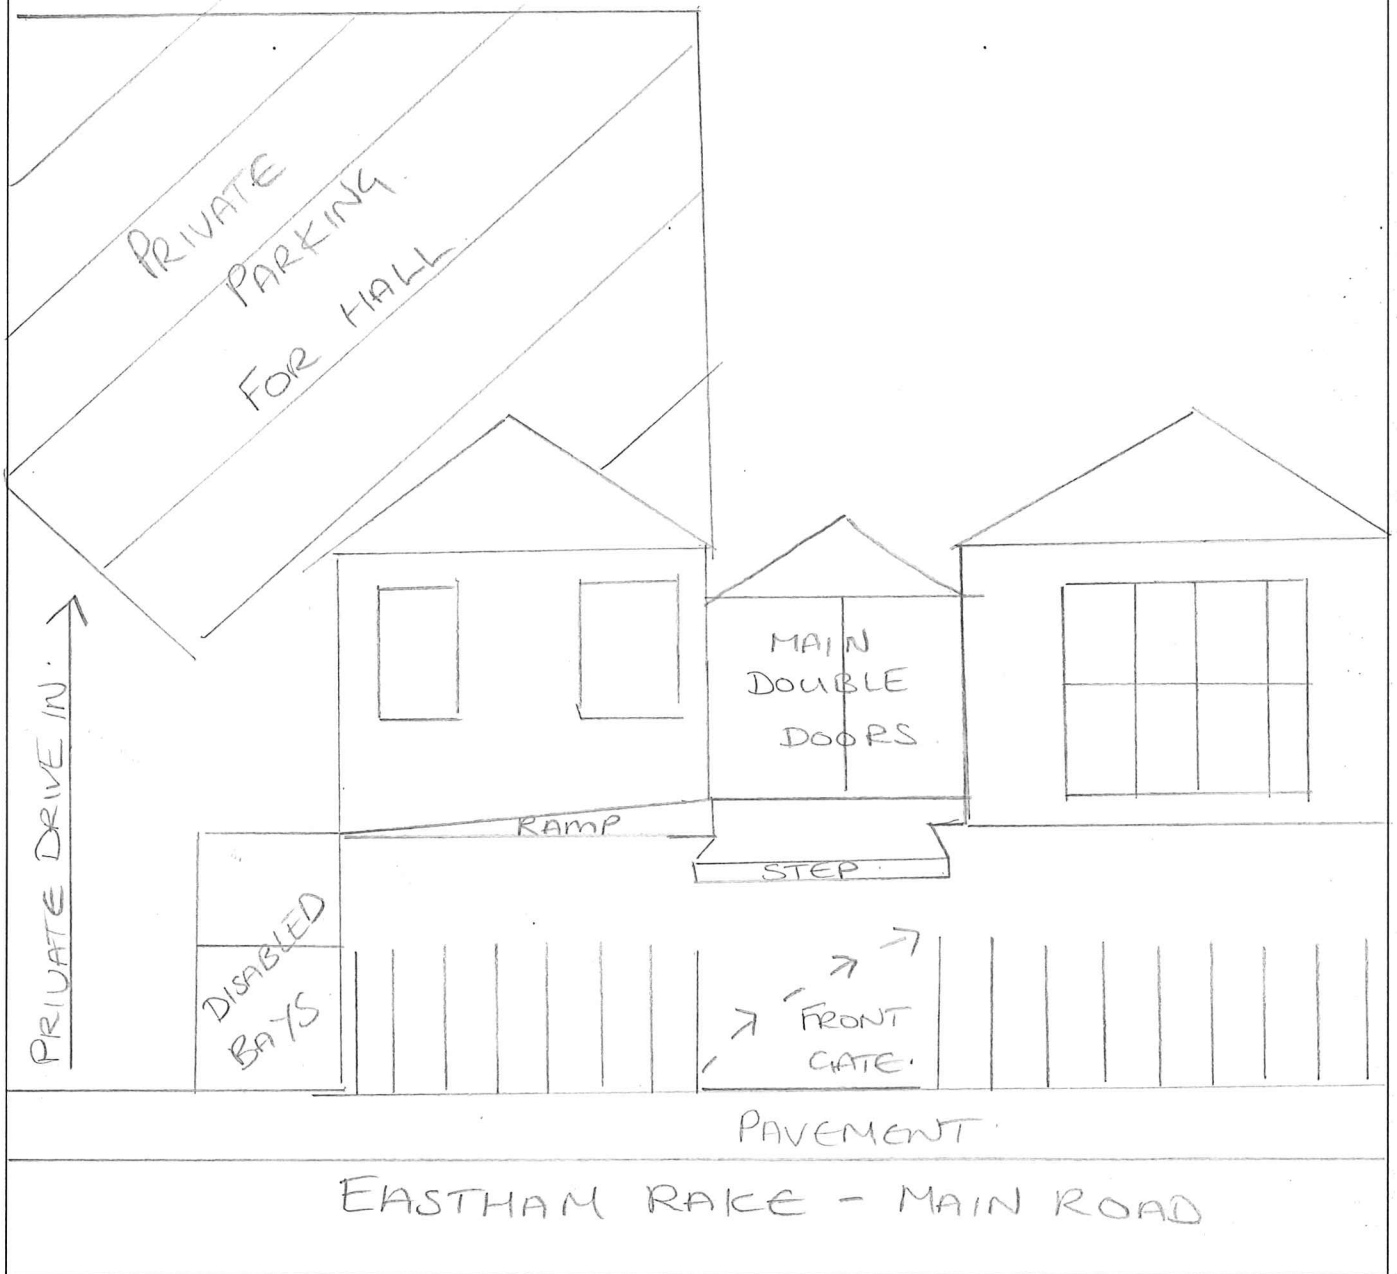 PRIVATE
PARKING.
FOR HALL.
PRIVATE DRIVE IN.
MAIN
DOUBLE
DOORS
RAMP
STEP
DISABLED
BAYS
FRONT
GATE.
PAVEMENT
EASTHAM RAKE - MAIN ROAD